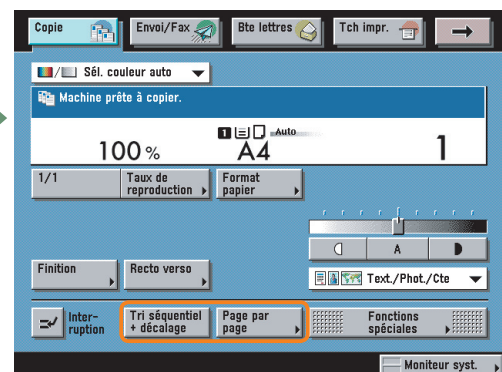 Copie
Envoi/Fax
Bte lettres
Tch impr.
Sél. couleur auto
Machine prête à copier.
100 %
1 Auto
A4
1
1/1
Taux de
reproduction
Format
papier
A
Finition
Recto verso
Text./Phot./Cte
Inter-
ruption
Tri séquentiel
+ décalage
Page par
page
Fonctions
spéciales
Moniteur syst.